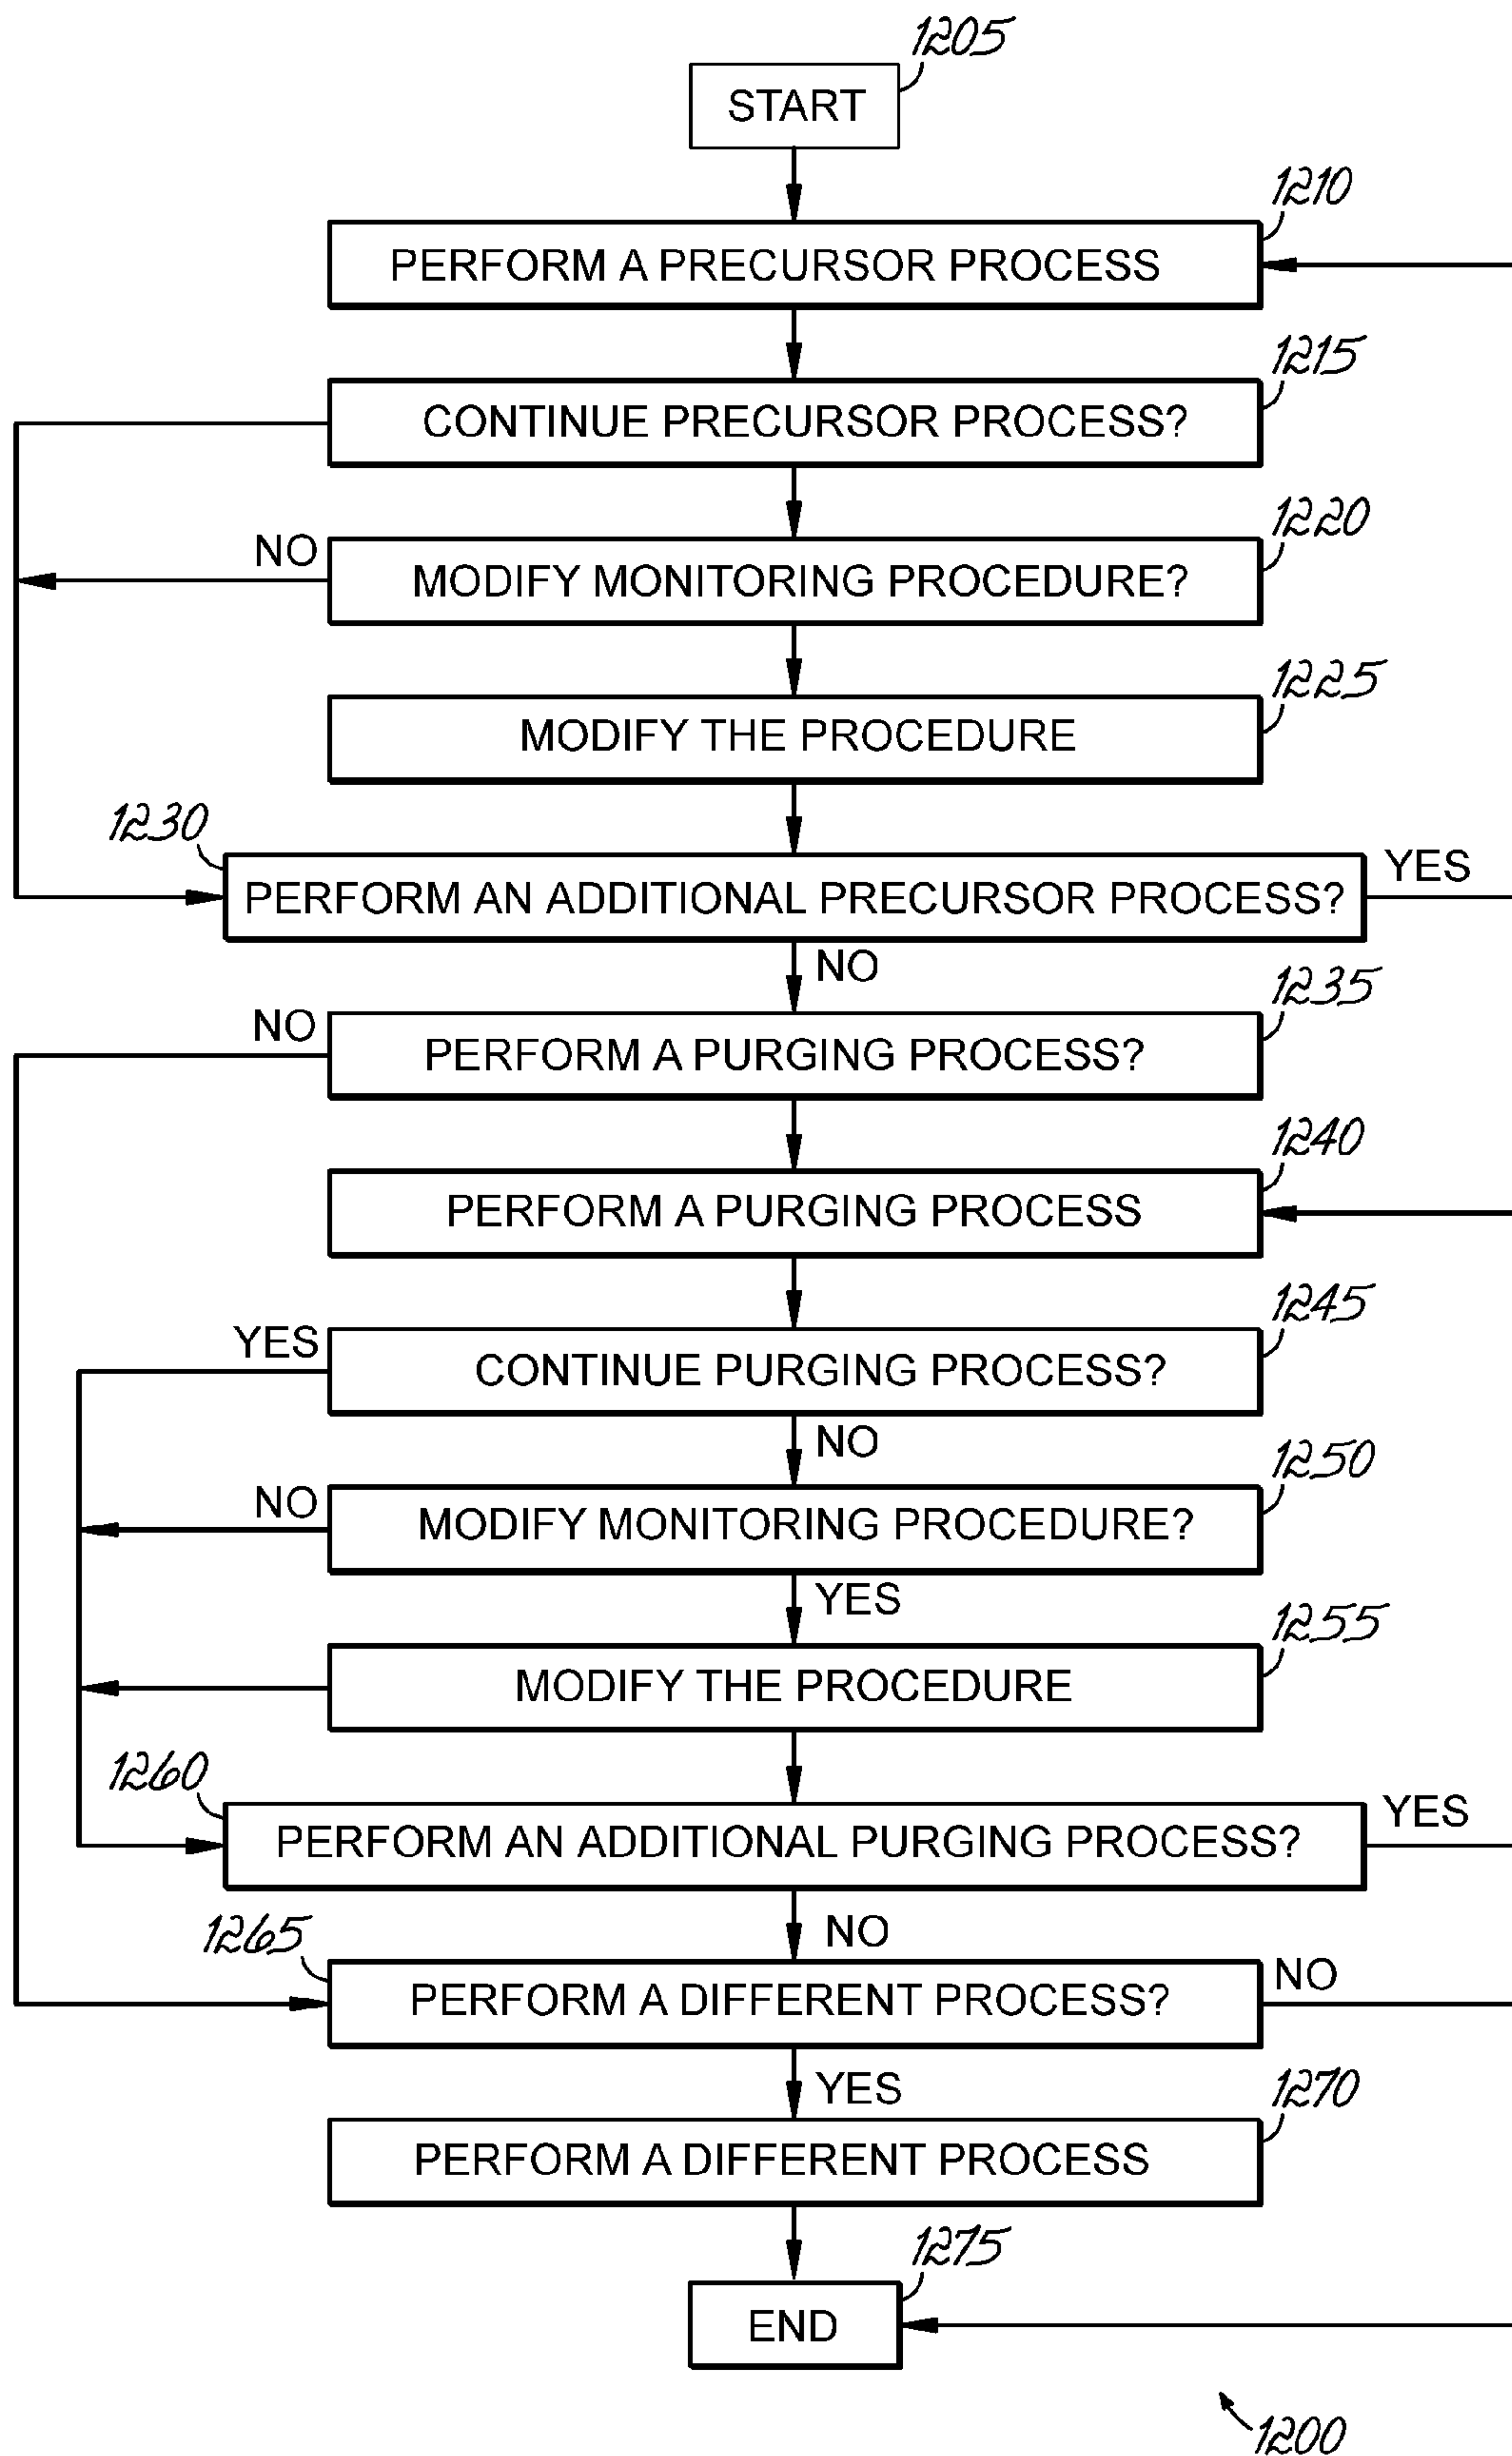 1205
START
1210
PERFORM A PRECURSOR PROCESS
1215
CONTINUE PRECURSOR PROCESS?
1220
NO
MODIFY MONITORING PROCEDURE?
1225
MODIFY THE PROCEDURE
1230
YES
PERFORM AN ADDITIONAL PRECURSOR PROCESS?
NO
1235
NO
PERFORM A PURGING PROCESS?
1240
PERFORM A PURGING PROCESS
1245
YES
CONTINUE PURGING PROCESS?
NO
1250
NO
MODIFY MONITORING PROCEDURE?
YES
1255
MODIFY THE PROCEDURE
1260
YES
PERFORM AN ADDITIONAL PURGING PROCESS?
NO
1265
NO
PERFORM A DIFFERENT PROCESS?
YES
1270
PERFORM A DIFFERENT PROCESS
1275
END
1200